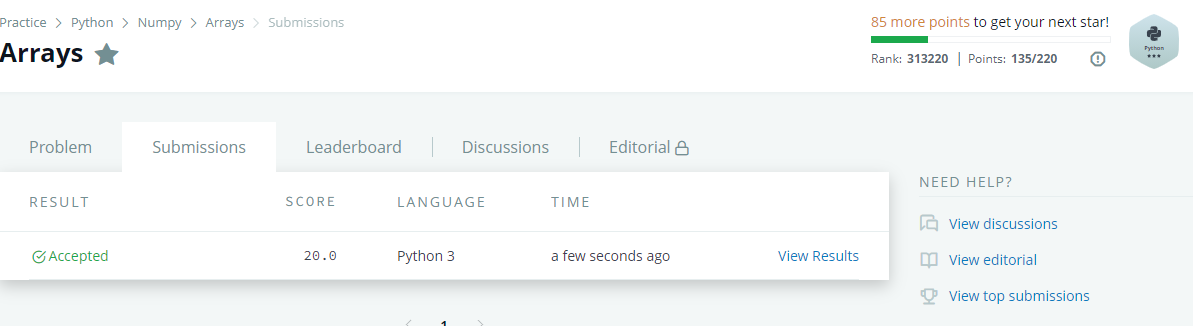 Practice > Python > Numpy > Arrays > Submissions
Arrays
85 more points to get your next star!
Rank: 313220 | Points: 135/220
Python
Problem Submissions Leaderboard Discussions Editorial
RESULT SCORE LANGUAGE TIME
Accepted 20.0 Python 3 a few seconds ago View Results
1
NEED HELP?
View discussions
View editorial
View top submissions